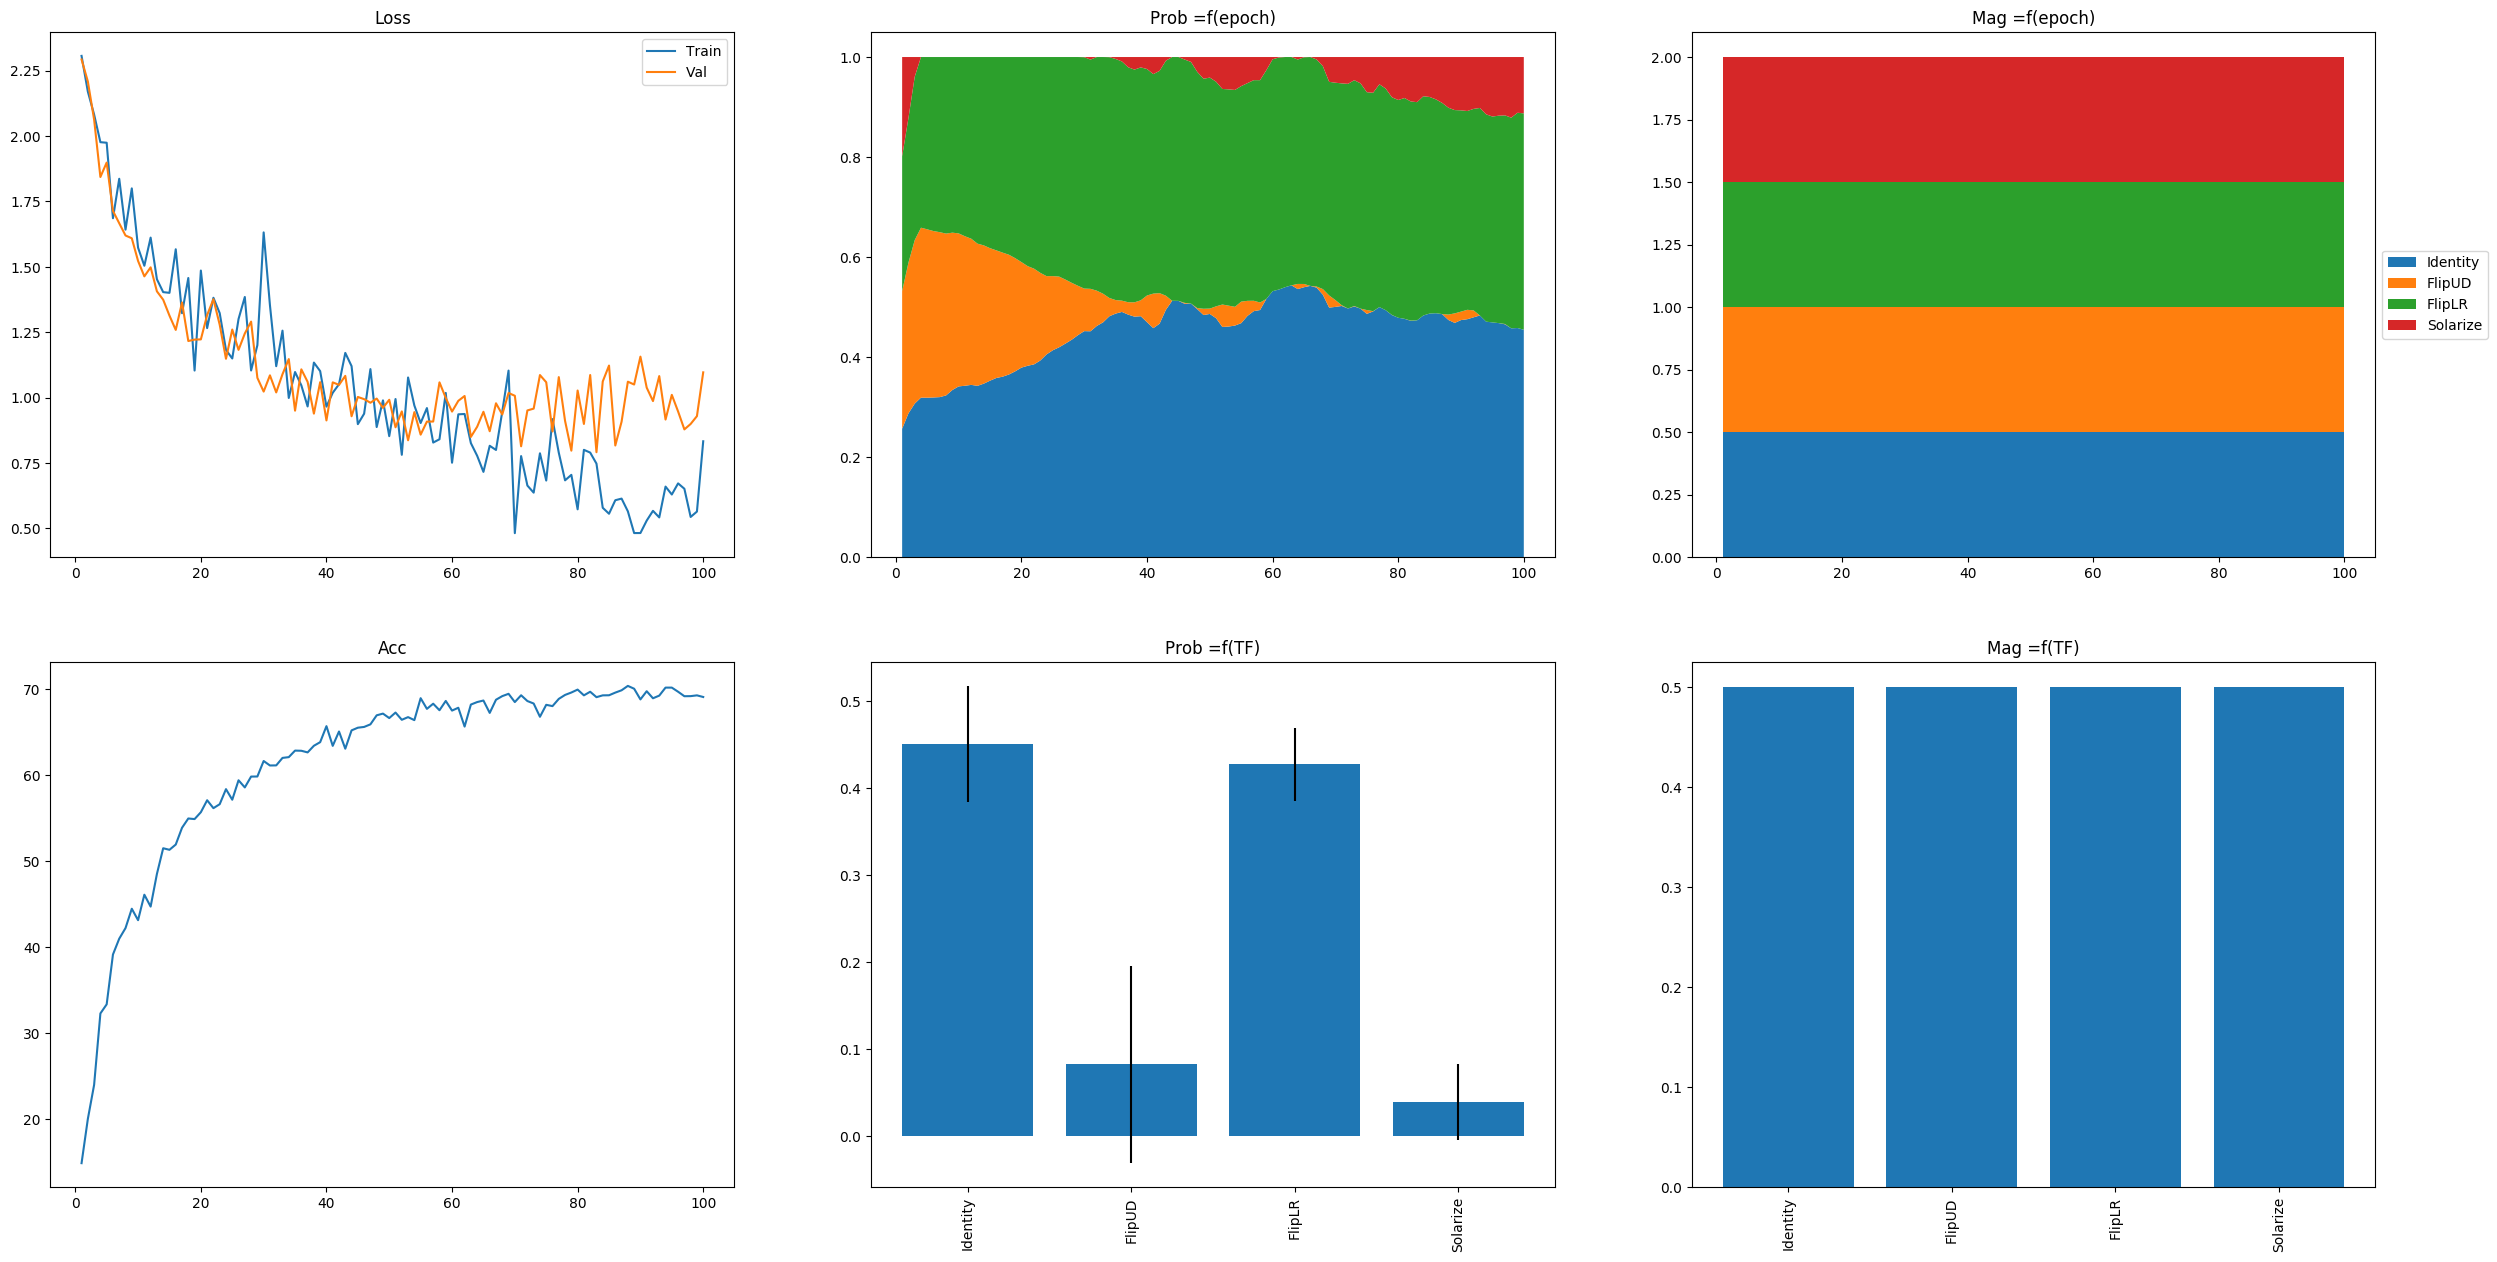 Loss
2.25
2.00
1.75
1.50
1.25
1.00
0.75
0.50
0 20 40 60 80 100
Train
Val
Prob =f(epoch)
1.0
0.8
0.6
0.4
0.2
0.0
0 20 40 60 80 100
Mag =f(epoch)
2.00
1.75
1.50
1.25
1.00
0.75
0.50
0.25
0.00
0 20 40 60 80 100
Identity
FlipUD
FlipLR
Solarize
Acc
70
60
50
40
30
20
0 20 40 60 80 100
Prob =f(TF)
0.5
0.4
0.3
0.2
0.1
0.0
Identity
FlipUD
FlipLR
Solarize
Mag =f(TF)
0.5
0.4
0.3
0.2
0.1
0.0
Identity
FlipUD
FlipLR
Solarize